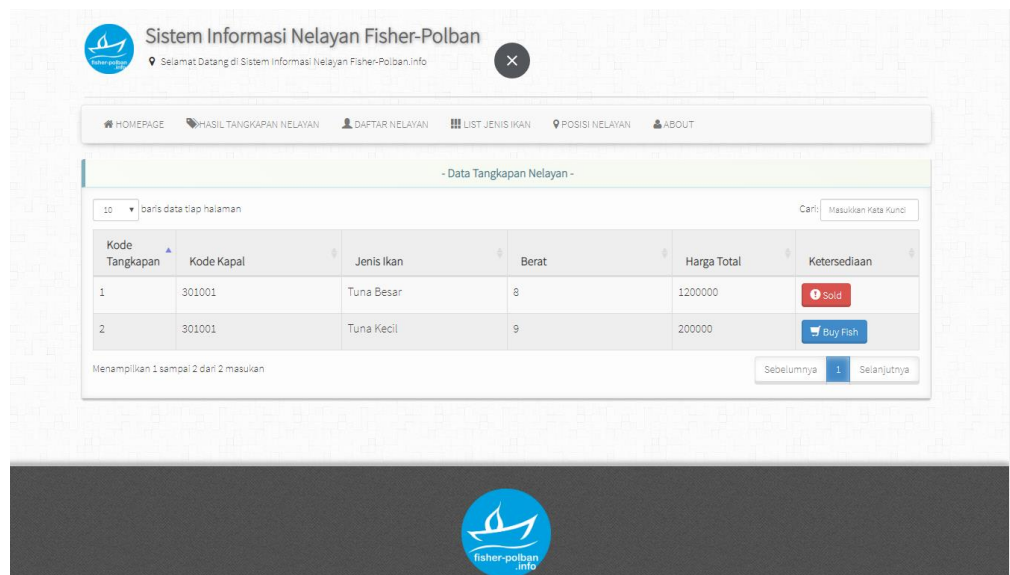 Sistem Informasi Nelayan Fisher-Polban
Selamat Datang di Sistem Informasi Nelayan Fisher-Polban.info
fisher-polban
.info
HOMEPAGE HASIL TANGKAPAN NELAYAN DAFTAR NELAYAN LIST JENIS IKAN POSISI NELAYAN ABOUT
- Data Tangkapan Nelayan -
10 baris data tiap halaman Cari: Masukkan Kata Kunci
Kode Tangkapan Kode Kapal Jenis Ikan Berat Harga Total Ketersediaan
1 301001 Tuna Besar 8 1200000 Sold
2 301001 Tuna Kecil 9 200000 Buy Fish
Menampilkan 1 sampai 2 dari 2 masukan Sebelumnya 1 Selanjutnya
fisher-polban
.info